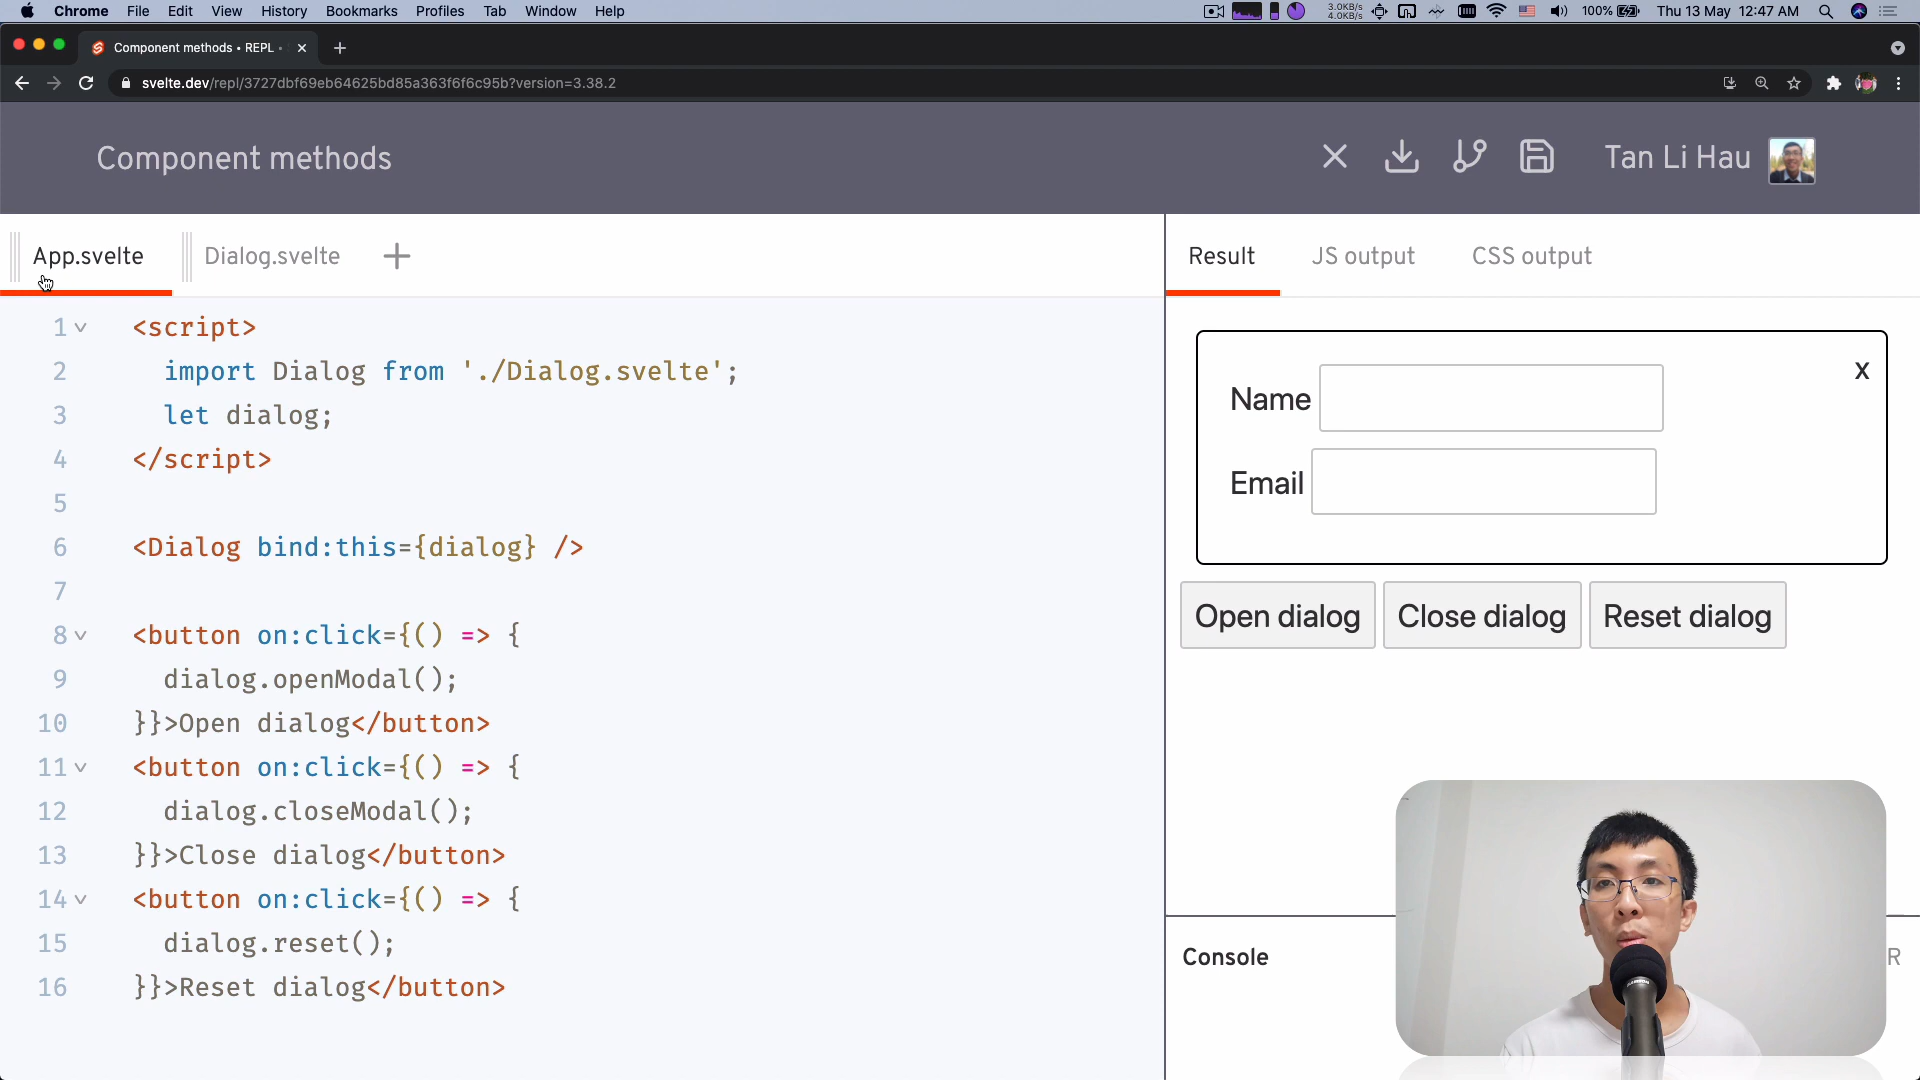 Chrome File Edit View History Bookmarks Profiles Tab Window Help 3.0KB/s 4.0KB/s 100% Thu 13 May 12:47 AM
Component methods • REPL •
svelte.dev/repl/3727dbf69eb64625bd85a363f6f6c95b?version=3.38.2
Component methods
Tan Li Hau
App.svelte Dialog.svelte
1 <script>
2 import Dialog from './Dialog.svelte';
3 let dialog;
4 </script>
5
6 <Dialog bind:this={dialog} />
7
8 <button on:click={() => {
9 dialog.openModal();
10 }}>Open dialog</button>
11 <button on:click={() => {
12 dialog.closeModal();
13 }}>Close dialog</button>
14 <button on:click={() => {
15 dialog.reset();
16 }}>Reset dialog</button>
Result JS output CSS output
X
Name
Email
Open dialog Close dialog Reset dialog
Console
R